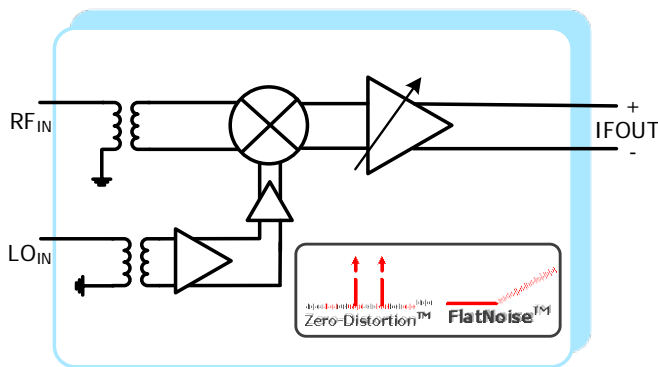 RFIN
+
IFOUT
-
LOIN
Zero-Distortion™
FlatNoise™